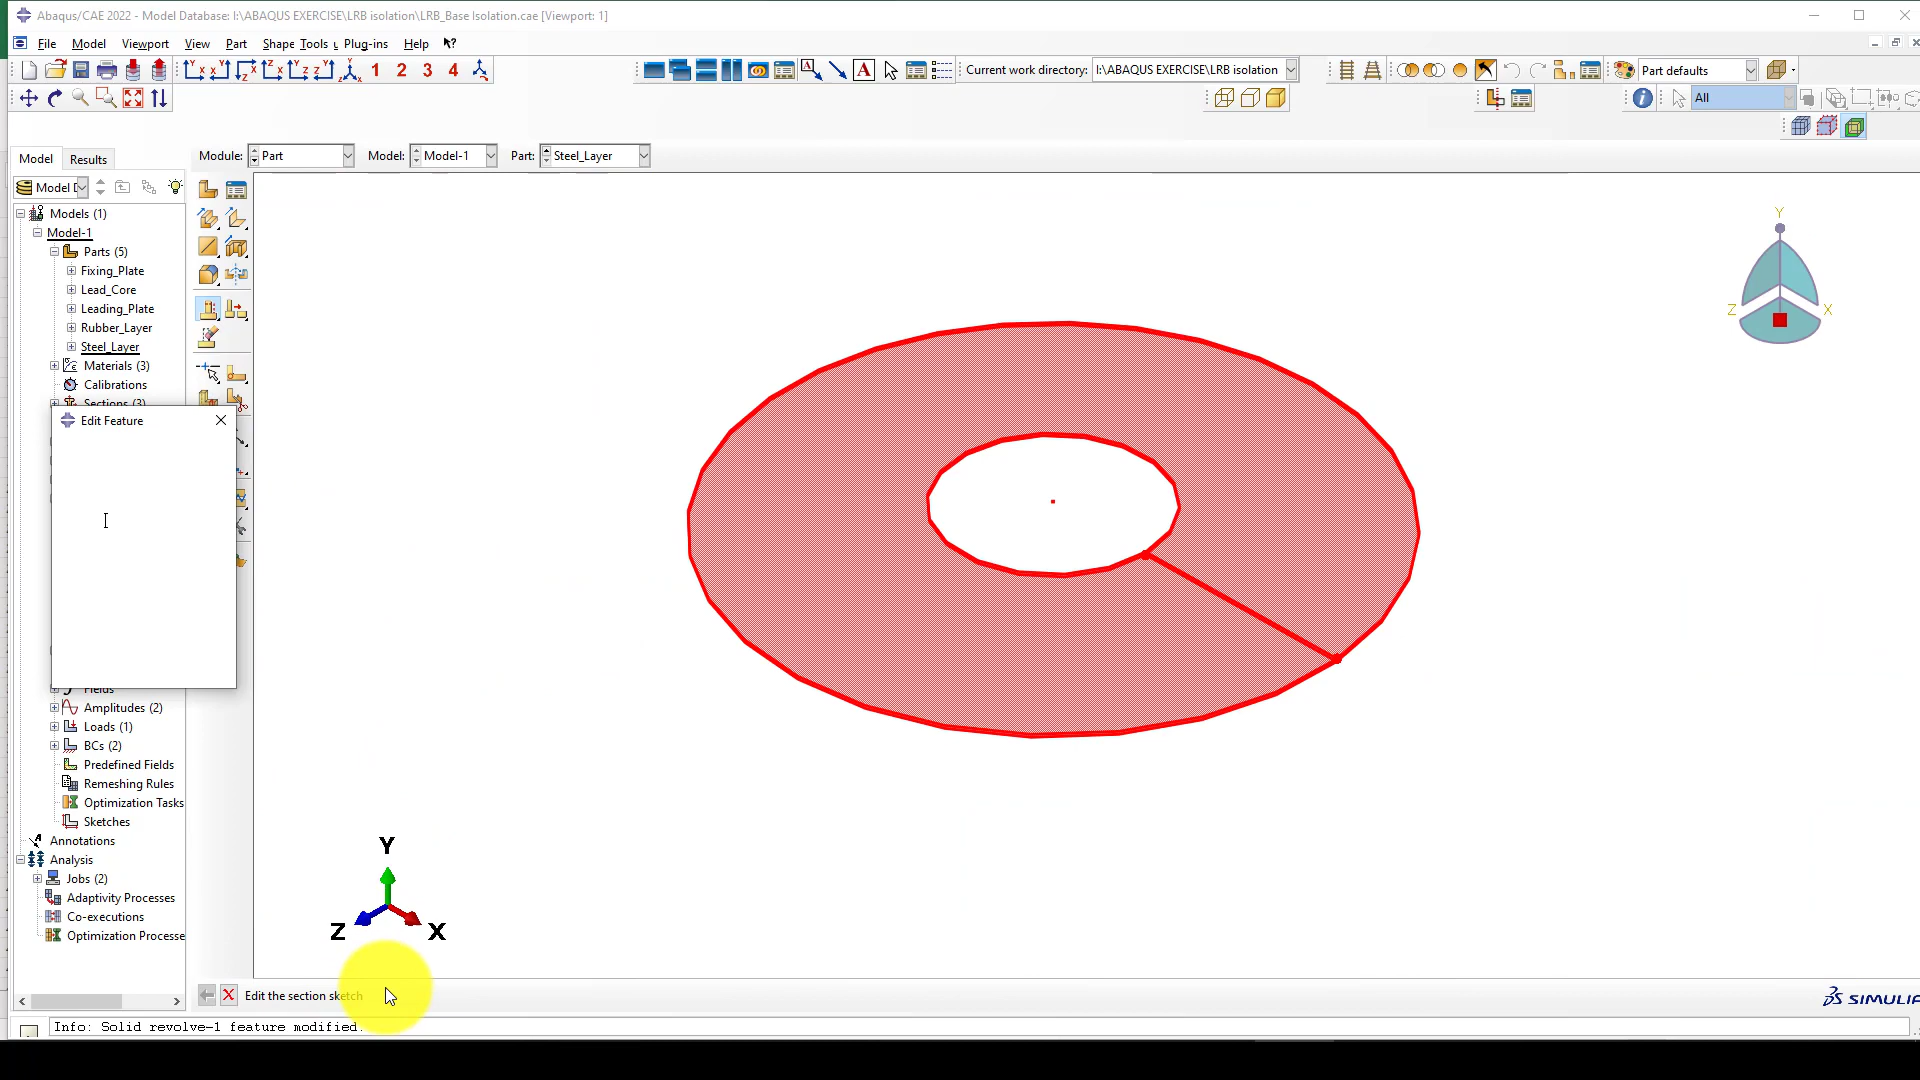 Abaqus/CAE 2022 - Model Database: I:\ABAQUS EXERCISE\LRB isolation\LRB_Base Isolation.cae [Viewport: 1]
File Model Viewport View Part Shape Tools Plug-ins Help
1 2 3 4 Current work directory: I:\ABAQUS EXERCISE\LRB isolation Part defaults
All
Model Results Module: Part Model: Model-1 Part: Steel_Layer
Model D
Models (1)
Model-1
Parts (5)
Fixing_Plate
Lead_Core
Leading_Plate
Rubber_Layer
Steel_Layer
Materials (3)
Calibrations
Sections (3)
Edit Feature
Fields
Amplitudes (2)
Loads (1)
BCs (2)
Predefined Fields
Remeshing Rules
Optimization Tasks
Sketches
Annotations
Analysis
Jobs (2)
Adaptivity Processes
Co-executions
Optimization Processe
Y
Z X
Y
Z X
Edit the section sketch
SIMULIA
Info: Solid revolve-1 feature modified.